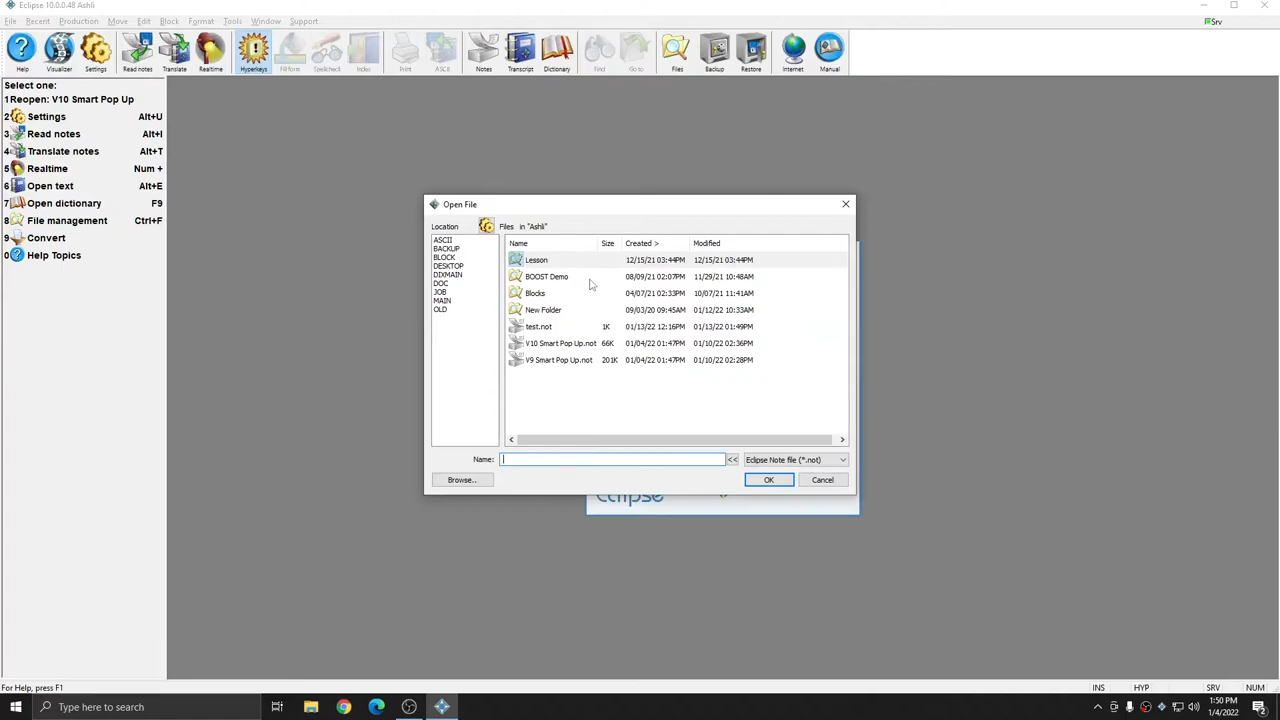 Eclipse 10.0.0.48 Ashli
File Recent Production Move Edit Block Format Tools Window Support..
Srv
Help Visualizer Settings Read notes Translate Realtime Hyperkeys Fill form Spellcheck Index Print ASCII Notes Transcript Dictionary Find Go to Files Backup Restore Internet Manual
Select one:
1Reopen: V10 Smart Pop Up
2 Settings Alt+U
3 Read notes Alt+I
4 Translate notes Alt+T
5 Realtime Num +
6 Open text Alt+E
7 Open dictionary F9
8 File management Ctrl+F
9 Convert
0 Help Topics
Open File
Location Files in "Ashli"
ASCII
BACKUP
BLOCK
DESKTOP
DIXMAIN
DOC
JOB
MAIN
OLD
Name Size Created > Modified
Lesson 12/15/21 03:44PM 12/15/21 03:44PM
BOOST Demo 08/09/21 02:07PM 11/29/21 10:48AM
Blocks 04/07/21 02:33PM 10/07/21 11:41AM
New Folder 09/03/20 09:45AM 01/12/22 10:33AM
test.not 1K 01/13/22 12:16PM 01/13/22 01:49PM
V10 Smart Pop Up.not 66K 01/04/22 01:47PM 01/10/22 02:36PM
V9 Smart Pop Up.not 201K 01/04/22 01:47PM 01/10/22 02:28PM
Name: << Eclipse Note file (*.not)
Browse.. OK Cancel
Eclipse
For Help, press F1 INS HYP SRV NUM
Type here to search
1:50 PM
1/4/2022
2